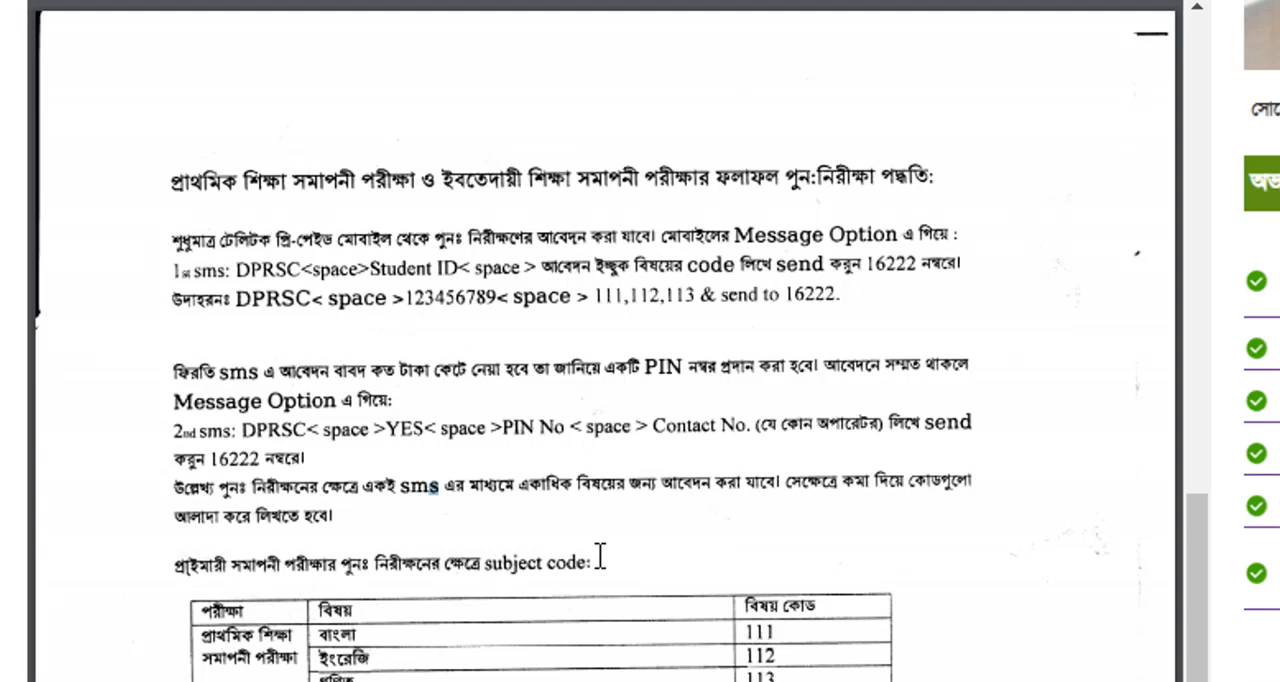 প্রাথমিক শিক্ষা সমাপনী পরীক্ষা ও ইবতেদায়ী শিক্ষা সমাপনী পরীক্ষার ফলাফল পুন:নিরীক্ষা পদ্ধতি:
শুধুমাত্র টেলিটক প্রি-পেইড মোবাইল থেকে পুনঃ নিরীক্ষণের আবেদন করা যাবে। মোবাইলের Message Option এ গিয়ে :
1st sms: DPRSC<space>Student ID< space > আবেদন ইচ্ছুক বিষয়ের code লিখে send করুন 16222 নম্বরে।
উদাহরনঃ DPRSC< space >123456789< space > 111,112,113 & send to 16222.
ফিরতি sms এ আবেদন বাবদ কত টাকা কেটে নেয়া হবে তা জানিয়ে একটি PIN নম্বর প্রদান করা হবে। আবেদনে সম্মত থাকলে
Message Option এ গিয়ে:
2nd sms: DPRSC< space >YES< space >PIN No < space > Contact No. (যে কোন অপারেটর) লিখে send
করুন 16222 নম্বরে।
উল্লেখ্য পুনঃ নিরীক্ষনের ক্ষেত্রে একই sms এর মাধ্যমে একাধিক বিষয়ের জন্য আবেদন করা যাবে। সেক্ষেত্রে কমা দিয়ে কোডগুলো
আলাদা করে লিখতে হবে।
প্রাইমারী সমাপনী পরীক্ষার পুনঃ নিরীক্ষনের ক্ষেত্রে subject code:
পরীক্ষা বিষয় বিষয় কোড
প্রাথমিক শিক্ষা বাংলা 111
সমাপনী পরীক্ষা ইংরেজি 112
113